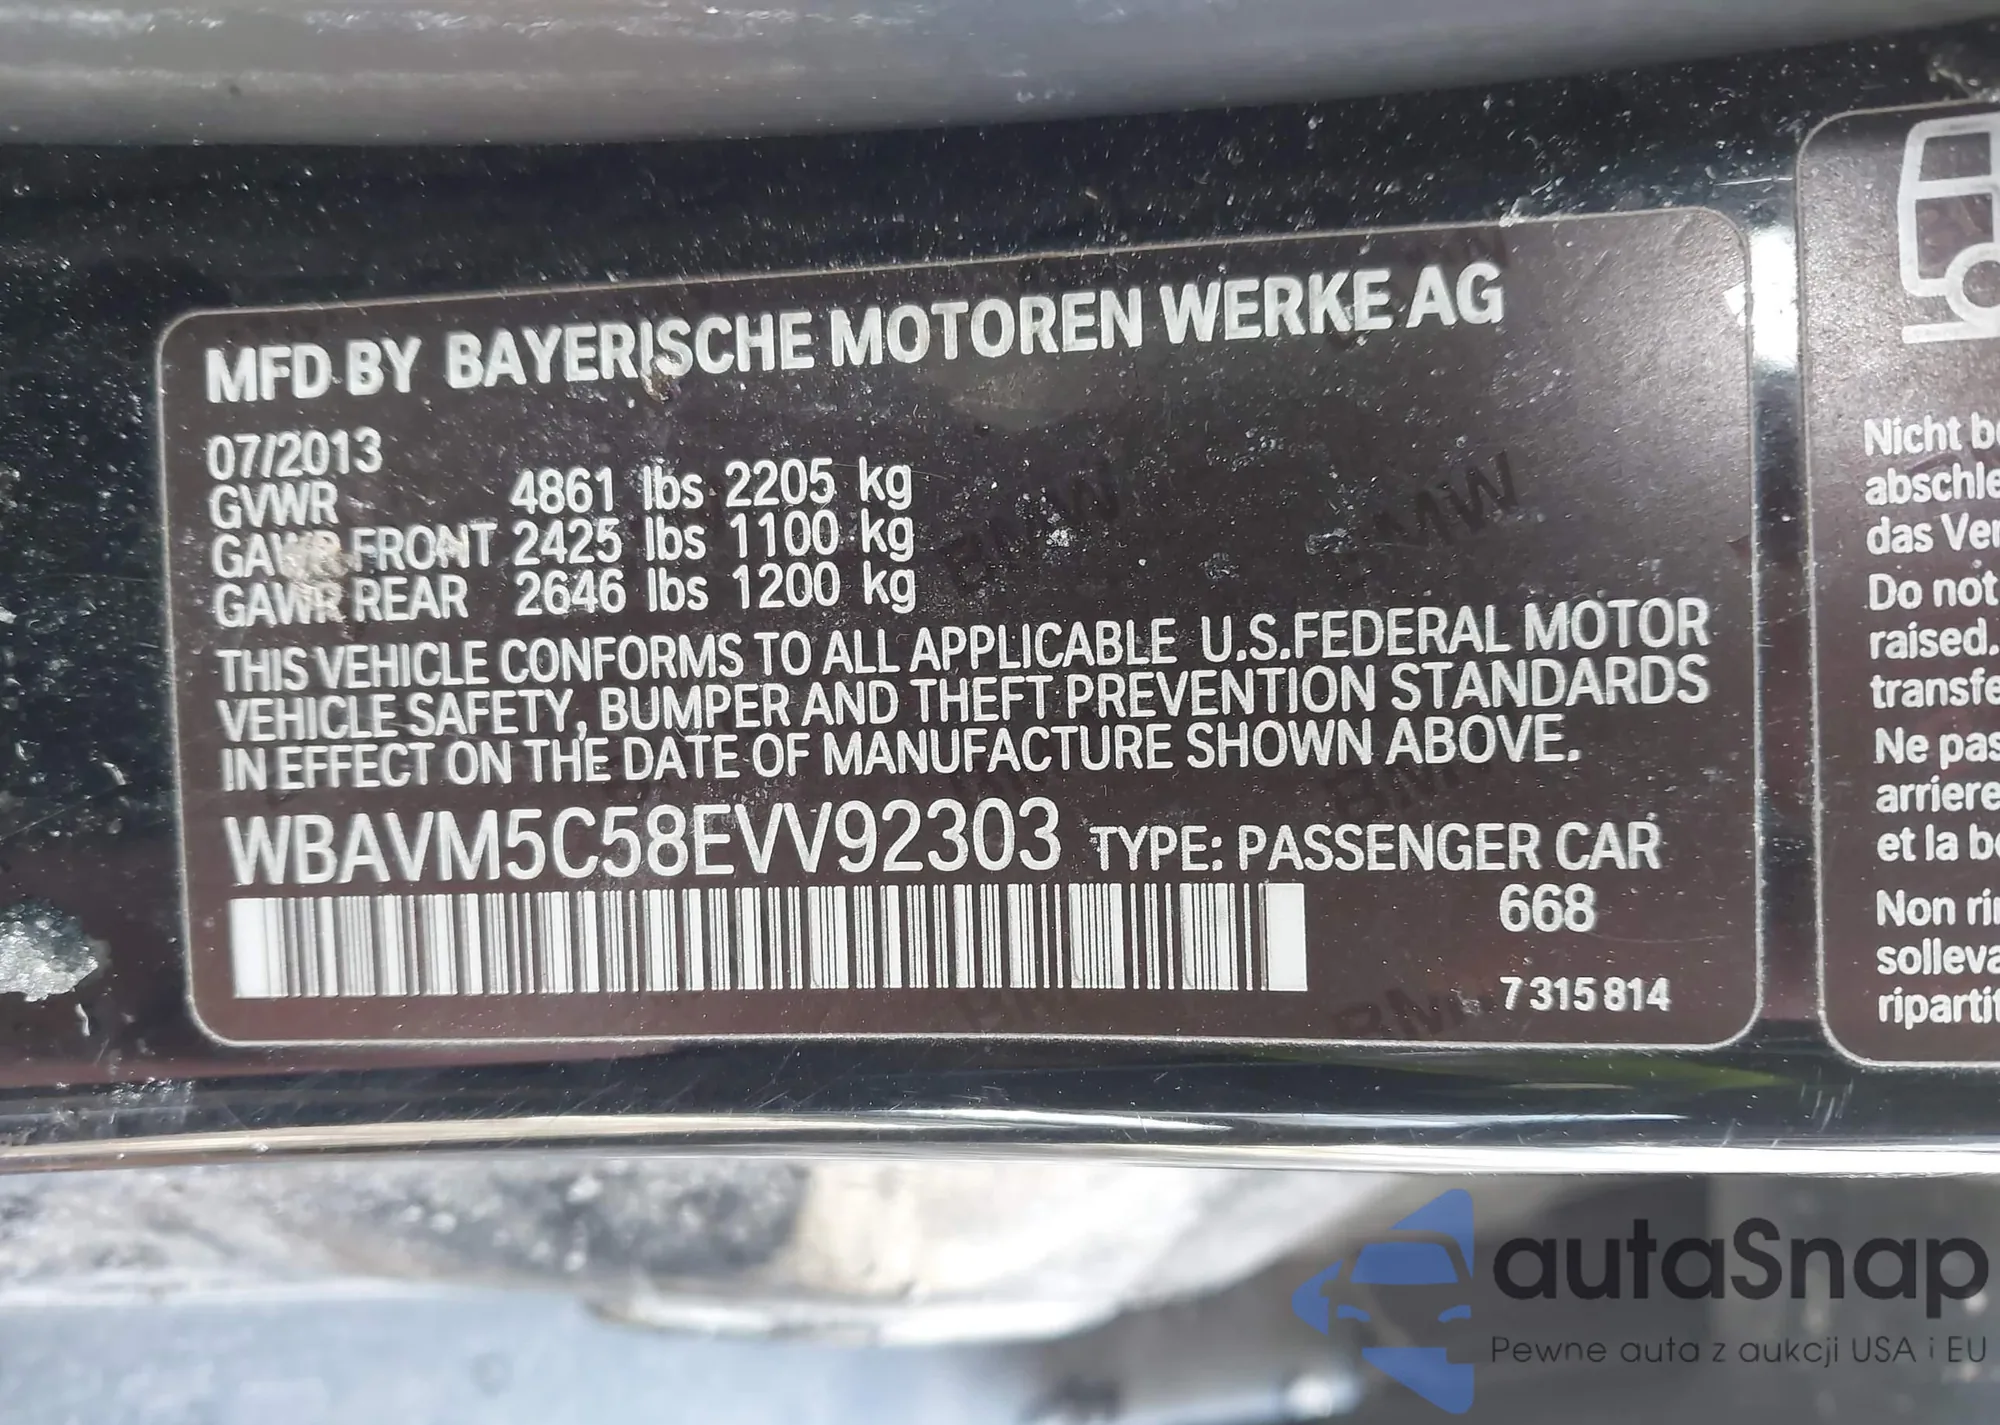 MFD BY BAYERISCHE MOTOREN WERKE AG
07/2013
GVWR 4861 lbs 2205 kg
GAWR FRONT 2425 lbs 1100 kg
GAWR REAR 2646 lbs 1200 kg
THIS VEHICLE CONFORMS TO ALL APPLICABLE U.S.FEDERAL MOTOR
VEHICLE SAFETY, BUMPER AND THEFT PREVENTION STANDARDS
IN EFFECT ON THE DATE OF MANUFACTURE SHOWN ABOVE.
WBAVM5C58EVV92303 TYPE: PASSENGER CAR
668
7 315 814
Nicht be
abschle
das Ver
Do not
raised.
transfe
Ne pas
arriere
et la bo
Non rin
solleva
ripartit
autaSnap
Pewne auta z aukcji USA i EU